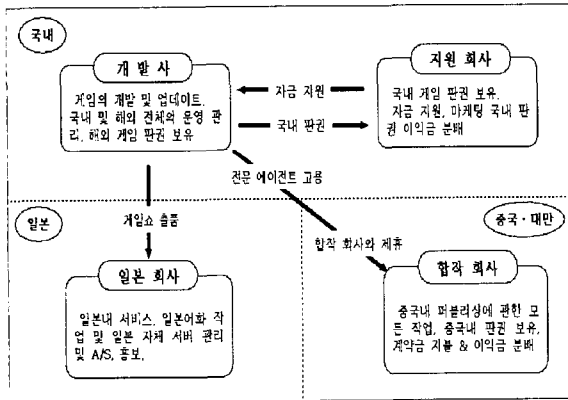 국내
개 발 사
게임의 개발 및 업데이트,
국내 및 해외 전체의 운영 관
리, 해외 게임 판권 보유
자금 지원
국내 판권
지원 회사
국내 게임 판권 보유,
자금 지원, 마케팅 국내 판
권 이익금 분배
전문 에이전트 고용
게임쇼 출품
합작 회사와 제휴
일본
일본 회사
일본내 서비스, 일본어화 작
업 및 일본 자체 서버 관리
및 A/S, 홍보,
중국·대만
합작 회사
중국내 퍼블리싱에 관한 모
든 작업, 중국내 판권 보유,
계약금 지불 & 이익금 분배